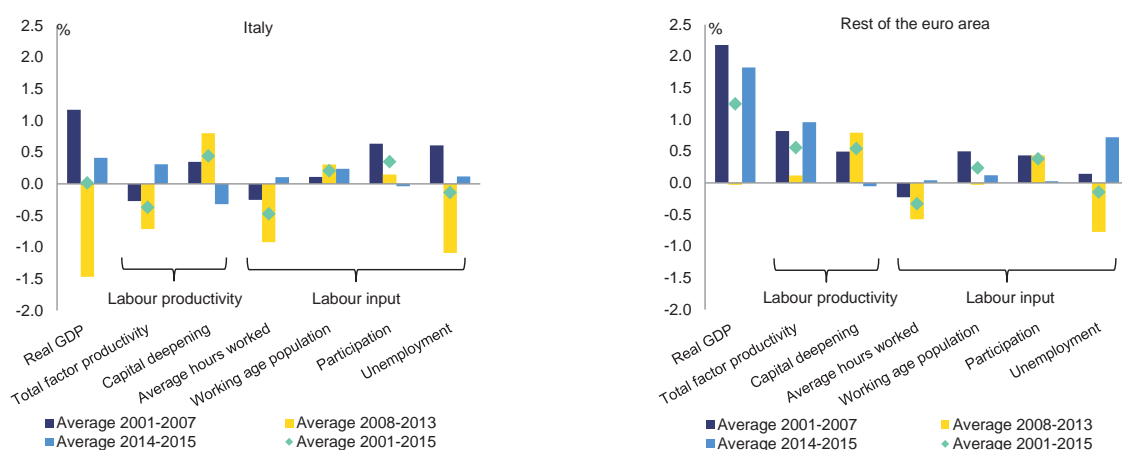 Italy
%
2.5
2.0
1.5
1.0
0.5
0.0
-0.5
-1.0
-1.5
-2.0
Labour productivity
Labour input
Real GDP
Total factor productivity
Capital deepening
Average hours worked
Working age population
Participation
Unemployment
Average 2001-2007
Average 2008-2013
Average 2014-2015
Average 2001-2015
Rest of the euro area
%
2.5
2.0
1.5
1.0
0.5
0.0
-0.5
-1.0
-1.5
-2.0
Labour productivity
Labour input
Real GDP
Total factor productivity
Capital deepening
Average hours worked
Working age population
Participation
Unemployment
Average 2001-2007
Average 2008-2013
Average 2014-2015
Average 2001-2015